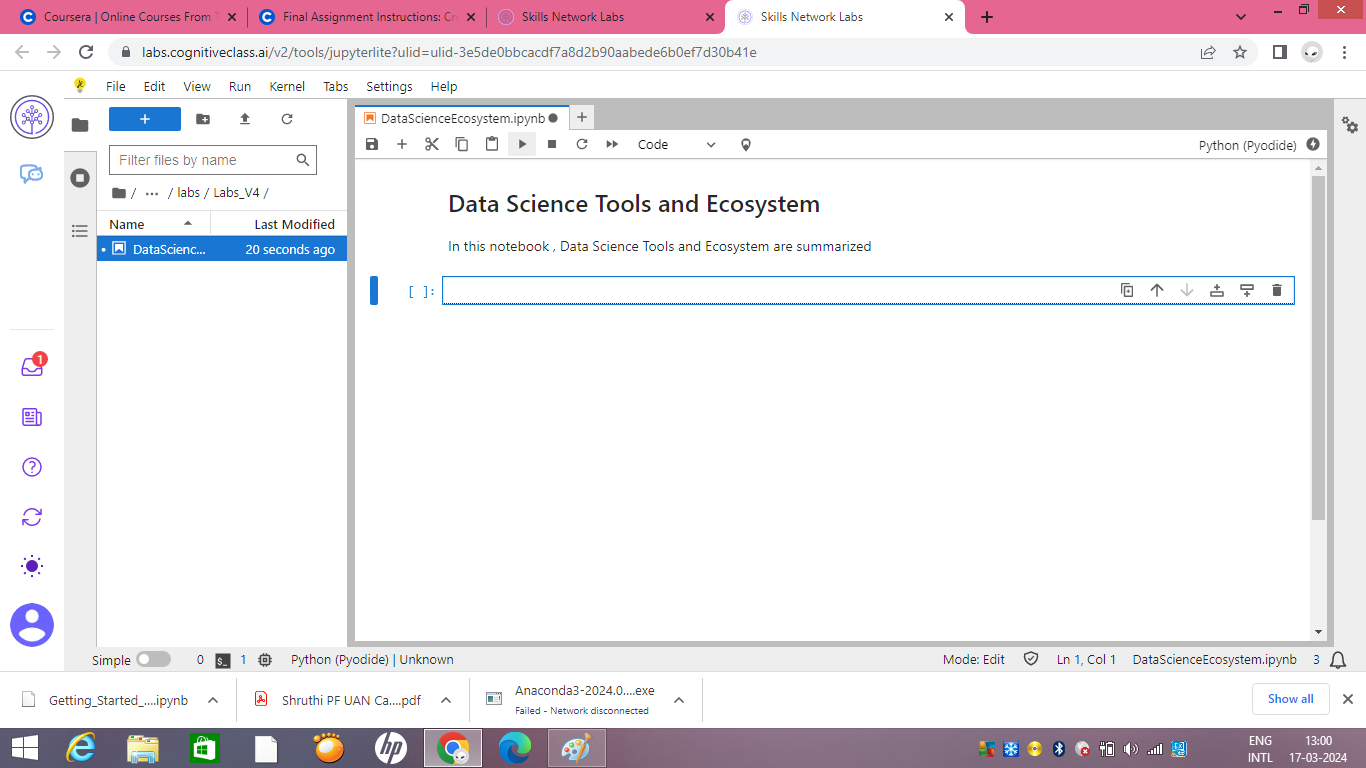 Coursera | Online Courses From T
Final Assignment Instructions: Cr
Skills Network Labs
Skills Network Labs
labs.cognitiveclass.ai/v2/tools/jupyterlite?ulid=ulid-3e5de0bbcacdf7a8d2b90aabede6b0ef7d30b41e
File Edit View Run Kernel Tabs Settings Help
+
DataScienceEcosystem.ipynb
Filter files by name
Code
Python (Pyodide)
/ ··· / labs / Labs_V4 /
Name Last Modified
DataScienc... 20 seconds ago
Data Science Tools and Ecosystem
In this notebook , Data Science Tools and Ecosystem are summarized
[ ]:
1
Simple 0 $_ 1 Python (Pyodide) | Unknown Mode: Edit Ln 1, Col 1 DataScienceEcosystem.ipynb 3
Getting_Started_....ipynb
Shruthi PF UAN Ca....pdf
Anaconda3-2024.0....exe
Failed - Network disconnected
Show all
hp
ENG
INTL
13:00
17-03-2024